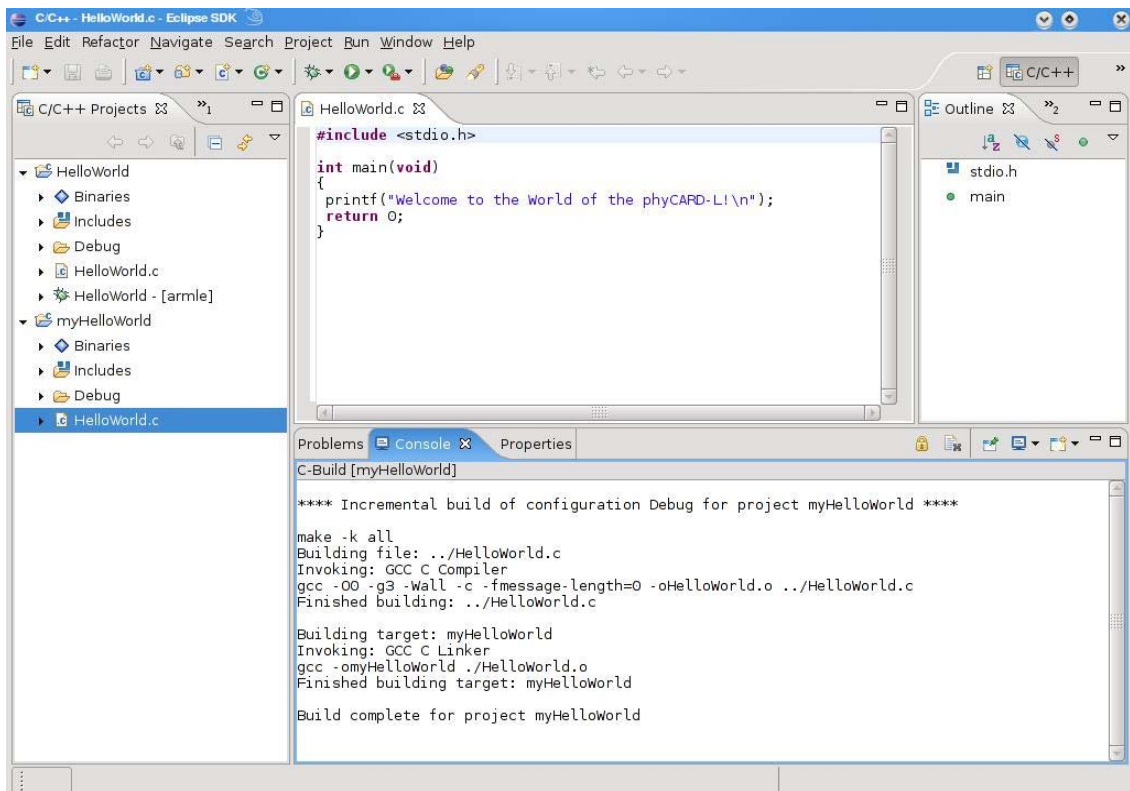 C/C++ - HelloWorld.c - Eclipse SDK
File Edit Refactor Navigate Search Project Run Window Help
C/C++ »
C/C++ Projects »1
HelloWorld
Binaries
Includes
Debug
HelloWorld.c
HelloWorld - [armle]
myHelloWorld
Binaries
Includes
Debug
HelloWorld.c
HelloWorld.c
#include <stdio.h>
int main(void)
{
printf("Welcome to the World of the phyCARD-L!\n");
return 0;
}
Outline »2
stdio.h
main
Problems Console Properties
C-Build [myHelloWorld]
**** Incremental build of configuration Debug for project myHelloWorld ****
make -k all
Building file: ../HelloWorld.c
Invoking: GCC C Compiler
gcc -O0 -g3 -Wall -c -fmessage-length=0 -oHelloWorld.o ../HelloWorld.c
Finished building: ../HelloWorld.c
Building target: myHelloWorld
Invoking: GCC C Linker
gcc -omyHelloWorld ./HelloWorld.o
Finished building target: myHelloWorld
Build complete for project myHelloWorld